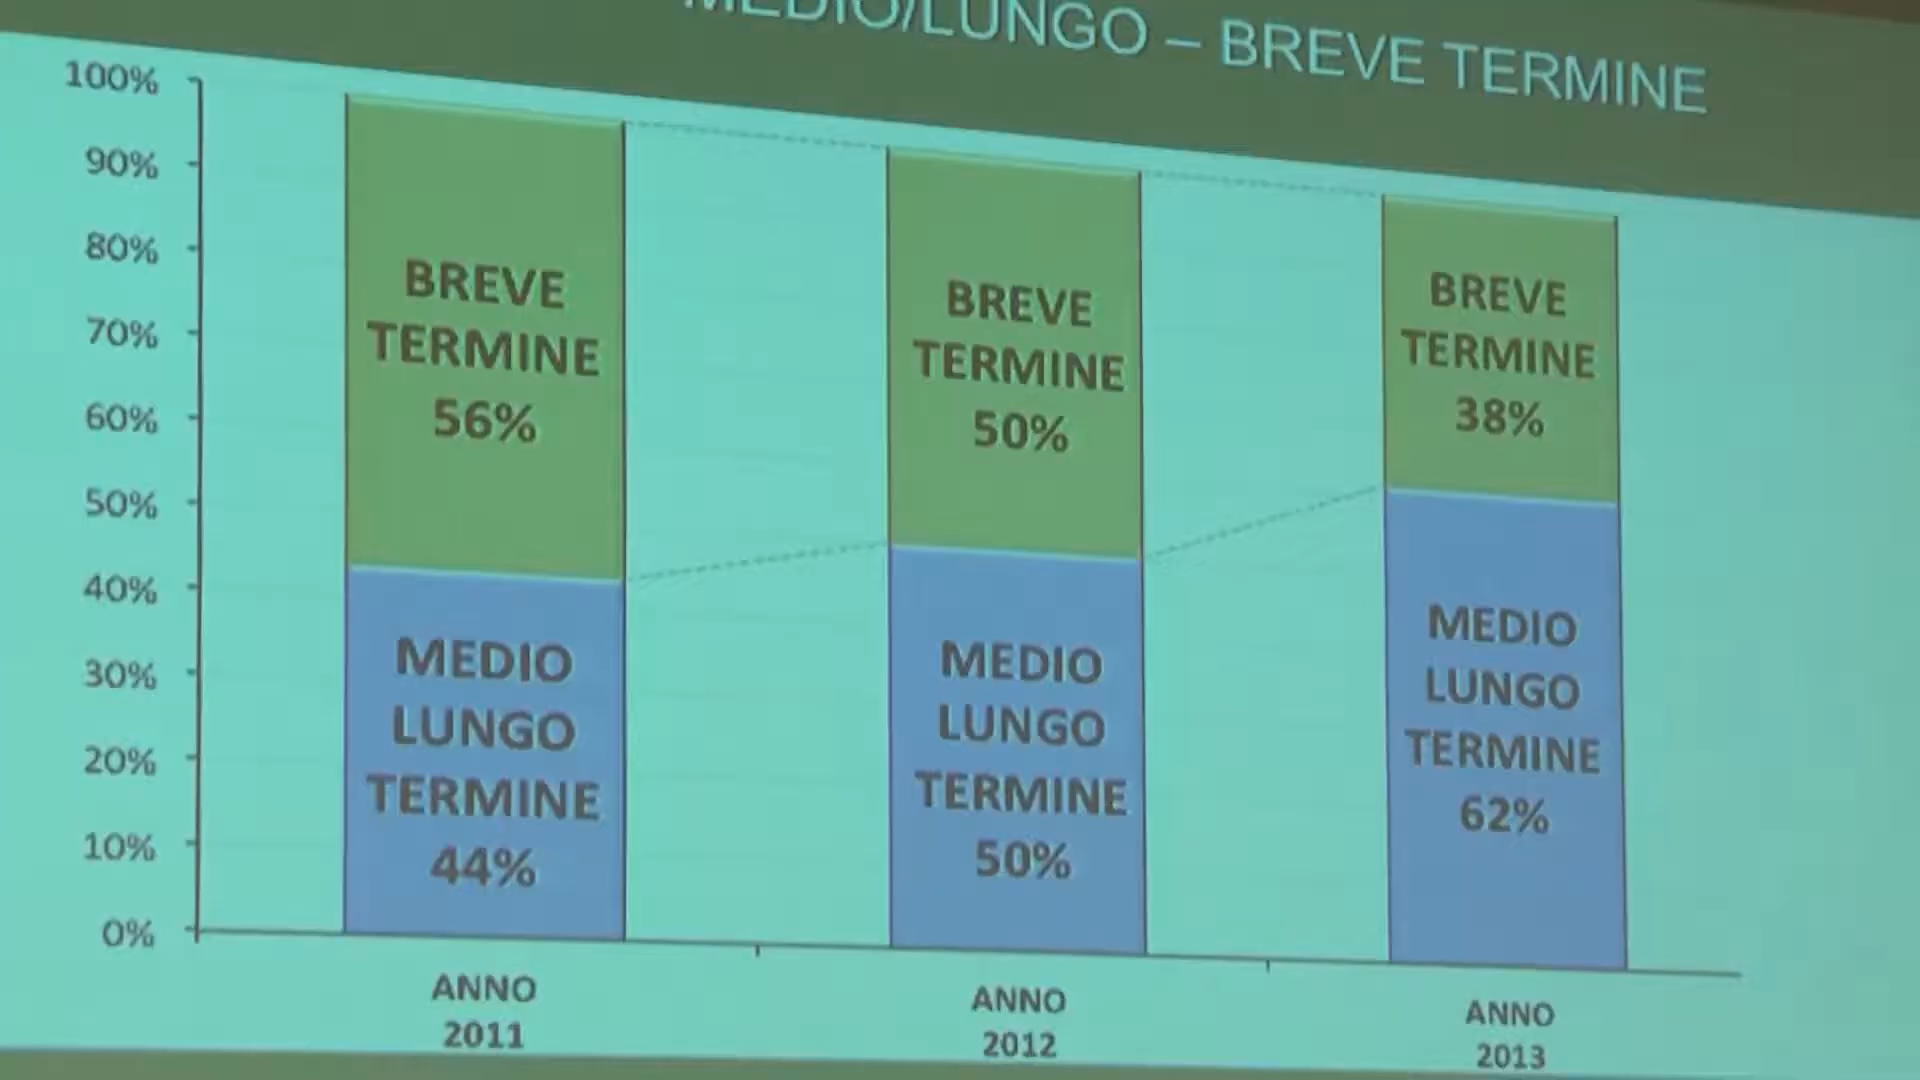 MEDIO/LUNGO – BREVE TERMINE
100%
90%
80%
70%
60%
50%
40%
30%
20%
10%
0%
BREVE
TERMINE
56%
MEDIO
LUNGO
TERMINE
44%
ANNO
2011
BREVE
TERMINE
50%
MEDIO
LUNGO
TERMINE
50%
ANNO
2012
BREVE
TERMINE
38%
MEDIO
LUNGO
TERMINE
62%
ANNO
2013